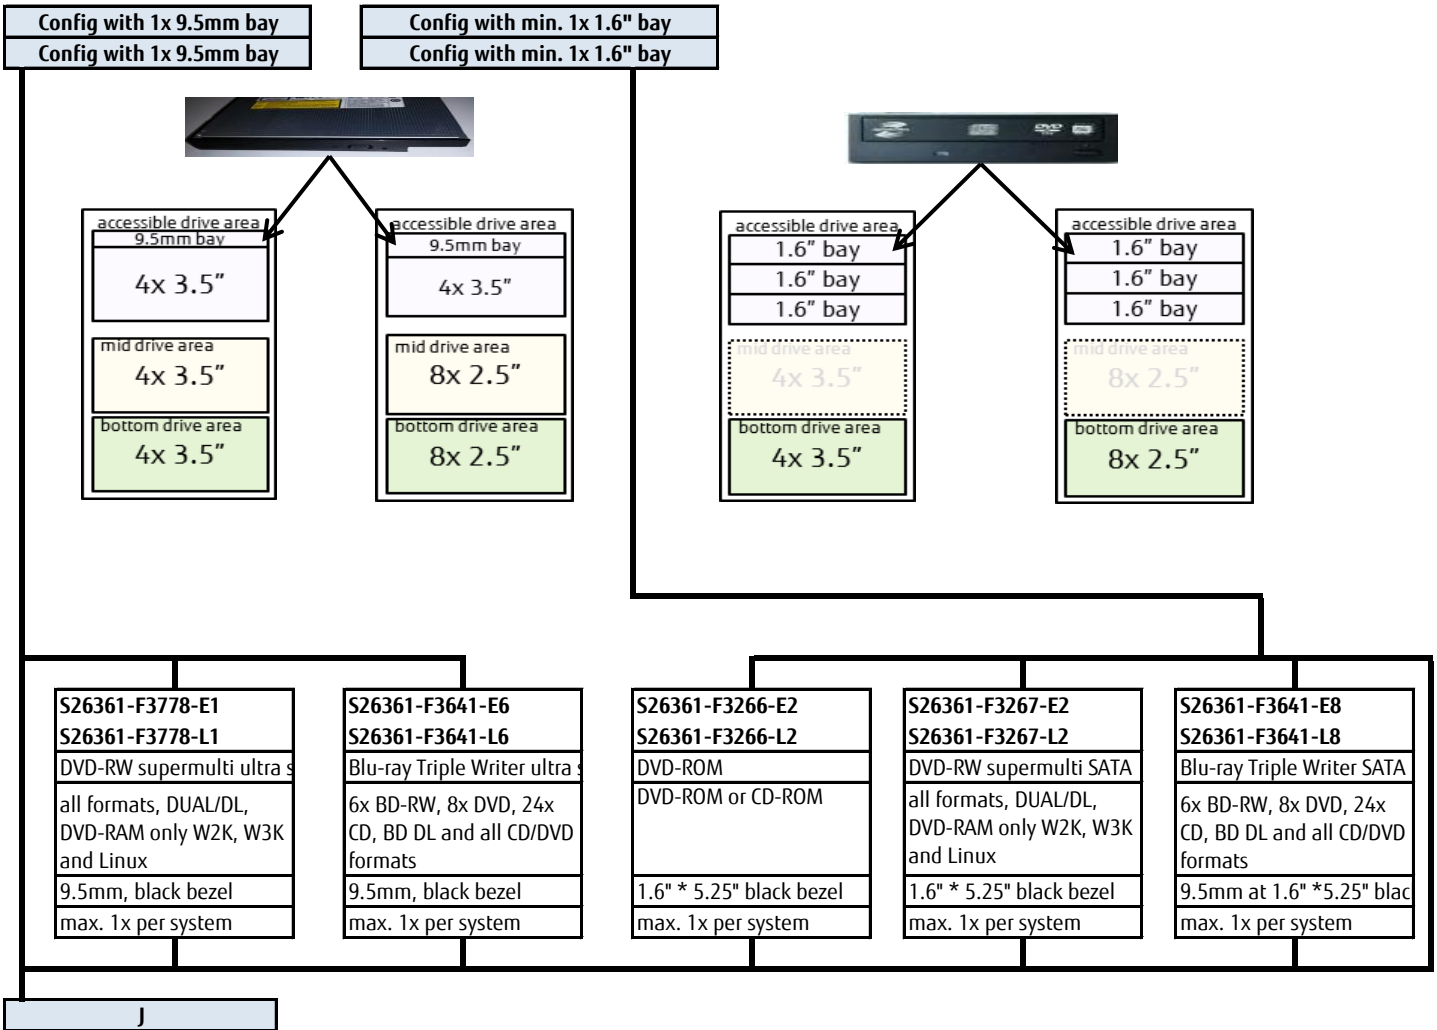 Config with 1x 9.5mm bay
Config with 1x 9.5mm bay
Config with min. 1x 1.6" bay
Config with min. 1x 1.6" bay
accessible drive area
9.5mm bay
4x 3.5"
mid drive area
4x 3.5"
bottom drive area
4x 3.5"
accessible drive area
9.5mm bay
4x 3.5"
mid drive area
8x 2.5"
bottom drive area
8x 2.5"
accessible drive area
1.6" bay
1.6" bay
1.6" bay
mid drive area
4x 3.5"
bottom drive area
4x 3.5"
accessible drive area
1.6" bay
1.6" bay
1.6" bay
mid drive area
8x 2.5"
bottom drive area
8x 2.5"
S26361-F3778-E1
S26361-F3778-L1
DVD-RW supermulti ultra s
all formats, DUAL/DL,
DVD-RAM only W2K, W3K
and Linux
9.5mm, black bezel
max. 1x per system
S26361-F3641-E6
S26361-F3641-L6
Blu-ray Triple Writer ultra s
6x BD-RW, 8x DVD, 24x
CD, BD DL and all CD/DVD
formats
9.5mm, black bezel
max. 1x per system
S26361-F3266-E2
S26361-F3266-L2
DVD-ROM
DVD-ROM or CD-ROM
1.6" * 5.25" black bezel
max. 1x per system
S26361-F3267-E2
S26361-F3267-L2
DVD-RW supermulti SATA
all formats, DUAL/DL,
DVD-RAM only W2K, W3K
and Linux
1.6" * 5.25" black bezel
max. 1x per system
S26361-F3641-E8
S26361-F3641-L8
Blu-ray Triple Writer SATA
6x BD-RW, 8x DVD, 24x
CD, BD DL and all CD/DVD
formats
9.5mm at 1.6" *5.25" blac
max. 1x per system
J